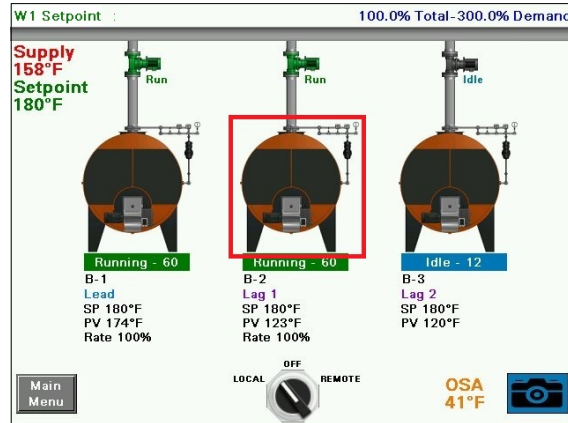 W1 Setpoint :
100.0% Total-300.0% Demand
Supply
158°F
Setpoint
180°F
Run
Run
Idle
Running - 60
Running - 60
Idle - 12
B-1
Lead
SP 180°F
PV 174°F
Rate 100%
B-2
Lag 1
SP 180°F
PV 123°F
Rate 100%
B-3
Lag 2
SP 180°F
PV 120°F
OFF
LOCAL
REMOTE
Main
Menu
OSA
41°F